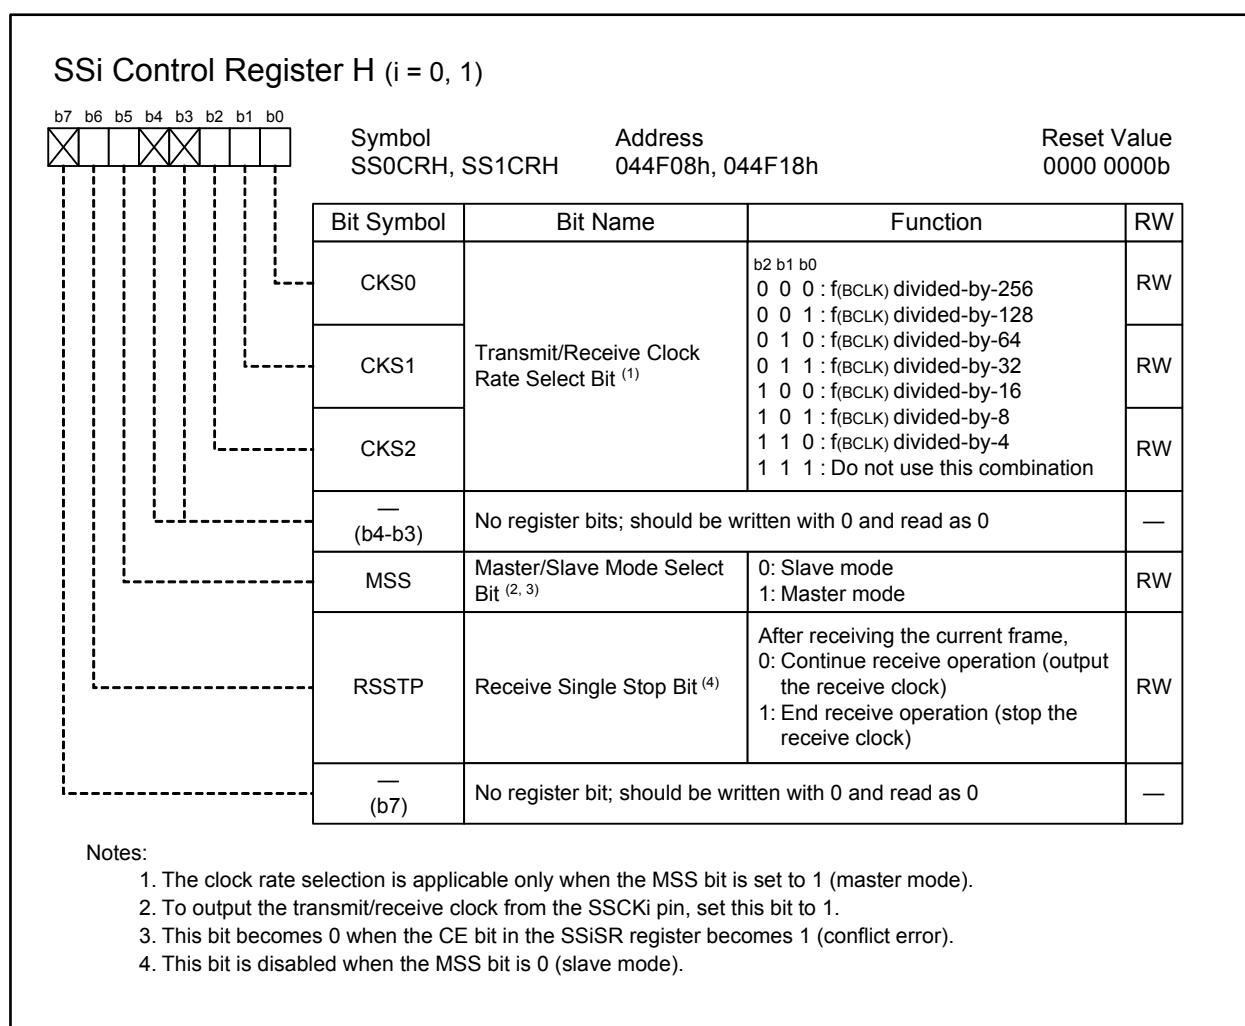 SSi Control Register H (i = 0, 1)
b7 b6 b5 b4 b3 b2 b1 b0
Symbol Address Reset Value
SS0CRH, SS1CRH 044F08h, 044F18h 0000 0000b
Bit Symbol Bit Name Function RW
CKS0 RW
CKS1 RW
CKS2 RW
Transmit/Receive Clock
Rate Select Bit (1)
b2 b1 b0
0 0 0 : f(BCLK) divided-by-256
0 0 1 : f(BCLK) divided-by-128
0 1 0 : f(BCLK) divided-by-64
0 1 1 : f(BCLK) divided-by-32
1 0 0 : f(BCLK) divided-by-16
1 0 1 : f(BCLK) divided-by-8
1 1 0 : f(BCLK) divided-by-4
1 1 1 : Do not use this combination
—
(b4-b3) No register bits; should be written with 0 and read as 0 —
MSS
Master/Slave Mode Select
Bit (2, 3)
0: Slave mode
1: Master mode
RW
RSSTP
Receive Single Stop Bit (4)
After receiving the current frame,
0: Continue receive operation (output
the receive clock)
1: End receive operation (stop the
receive clock)
RW
—
(b7) No register bit; should be written with 0 and read as 0 —
Notes:
1. The clock rate selection is applicable only when the MSS bit is set to 1 (master mode).
2. To output the transmit/receive clock from the SSCKi pin, set this bit to 1.
3. This bit becomes 0 when the CE bit in the SSiSR register becomes 1 (conflict error).
4. This bit is disabled when the MSS bit is 0 (slave mode).